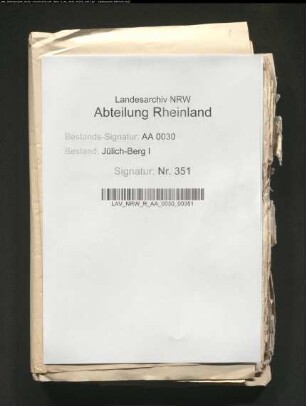 Landesarchiv NRW
Abteilung Rheinland
Bestands-Signatur: AA 0030
Bestand: Jülich-Berg I
Signatur: Nr. 351
LAV_NRW_R_AA_0030_00351